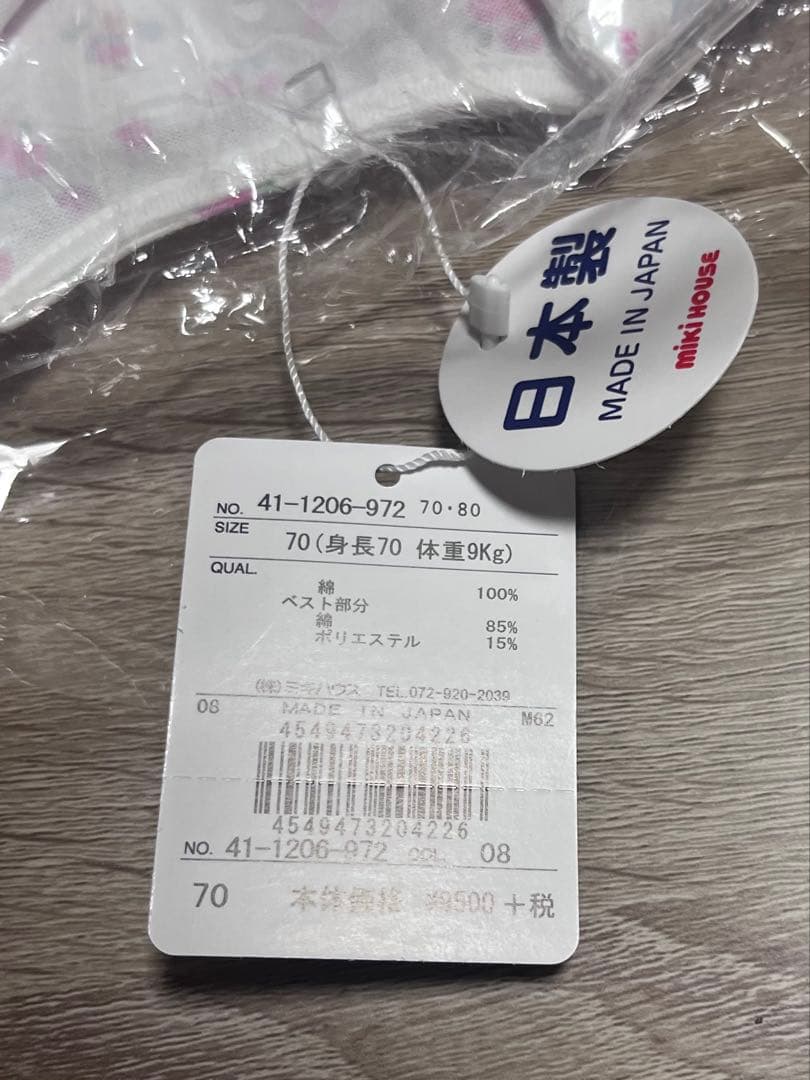 日本製
MADE IN JAPAN
miki HOUSE
NO. 41-1206-972 70・80
SIZE
70(身長70 体重9Kg)
QUAL.
綿 100%
ベスト部分
綿 85%
ポリエステル 15%
(株)ミキハウス TEL.072-920-2039
08 MADE IN JAPAN M62
4549473204226
4549473204226
NO. 41-1206-972 COL. 08
70 本体価格 ¥9500+税